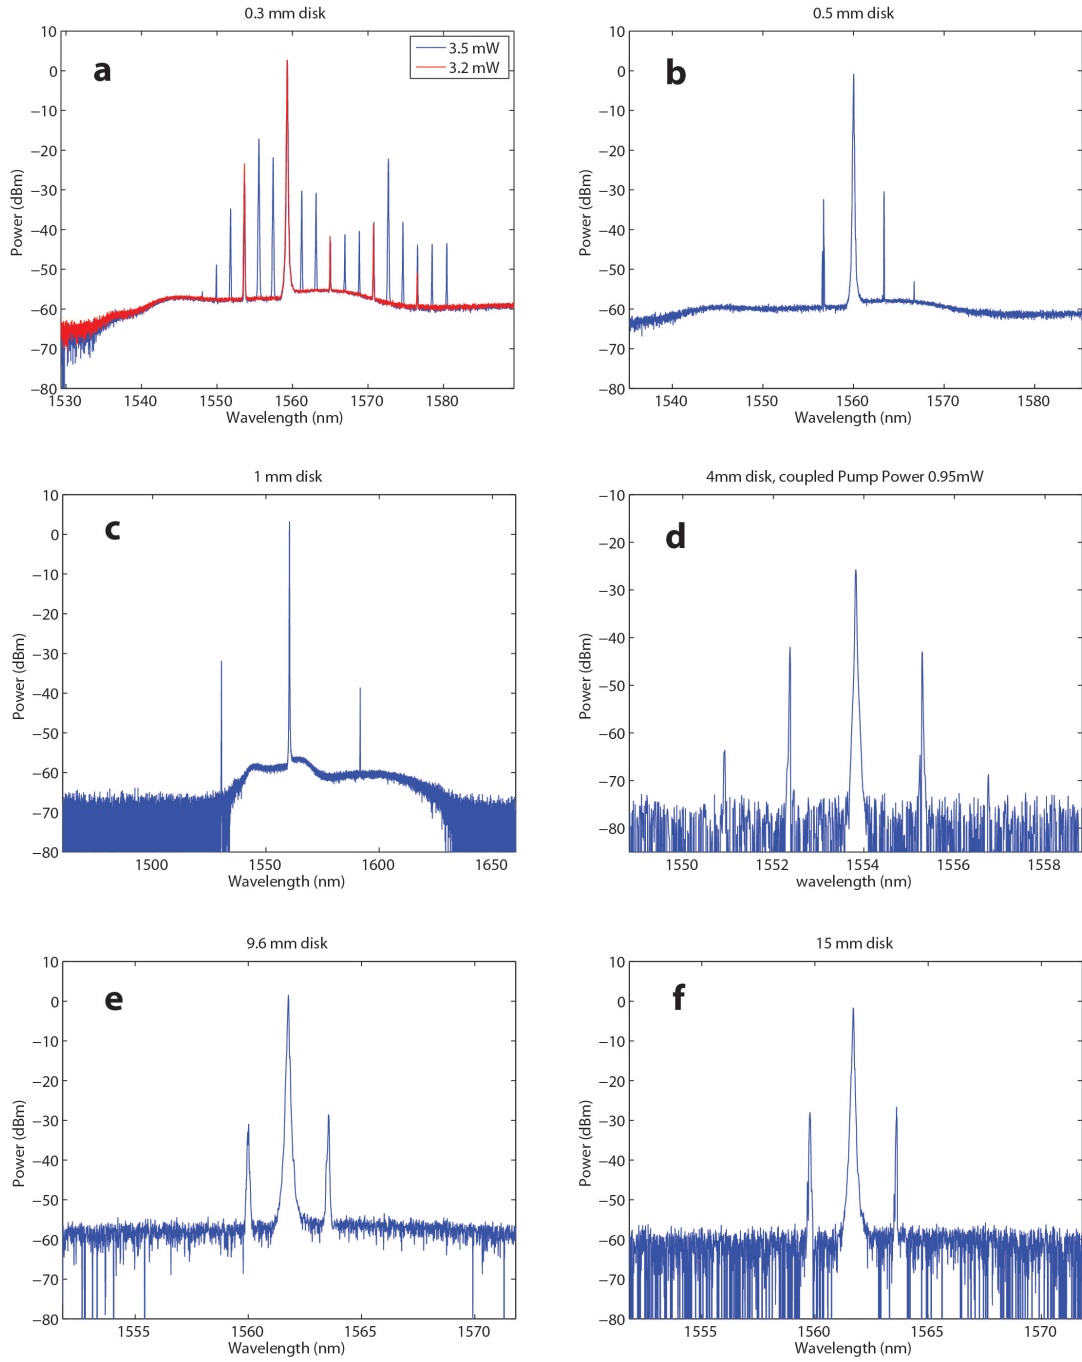 0.3 mm disk
a
3.5 mW
3.2 mW
10
0
−10
−20
−30
−40
−50
−60
−70
−80
Power (dBm)
1530 1540 1550 1560 1570 1580
Wavelength (nm)
0.5 mm disk
b
10
0
−10
−20
−30
−40
−50
−60
−70
−80
Power (dBm)
1540 1550 1560 1570 1580
Wavelength (nm)
1 mm disk
c
10
0
−10
−20
−30
−40
−50
−60
−70
−80
Power (dBm)
1500 1550 1600 1650
Wavelength (nm)
4mm disk, coupled Pump Power 0.95mW
d
−10
−20
−30
−40
−50
−60
−70
−80
Power (dBm)
1550 1552 1554 1556 1558
wavelength (nm)
9.6 mm disk
e
10
0
−10
−20
−30
−40
−50
−60
−70
−80
Power (dBm)
1555 1560 1565 1570
Wavelength (nm)
15 mm disk
f
10
0
−10
−20
−30
−40
−50
−60
−70
−80
Power (dBm)
1555 1560 1565 1570
Wavelength (nm)